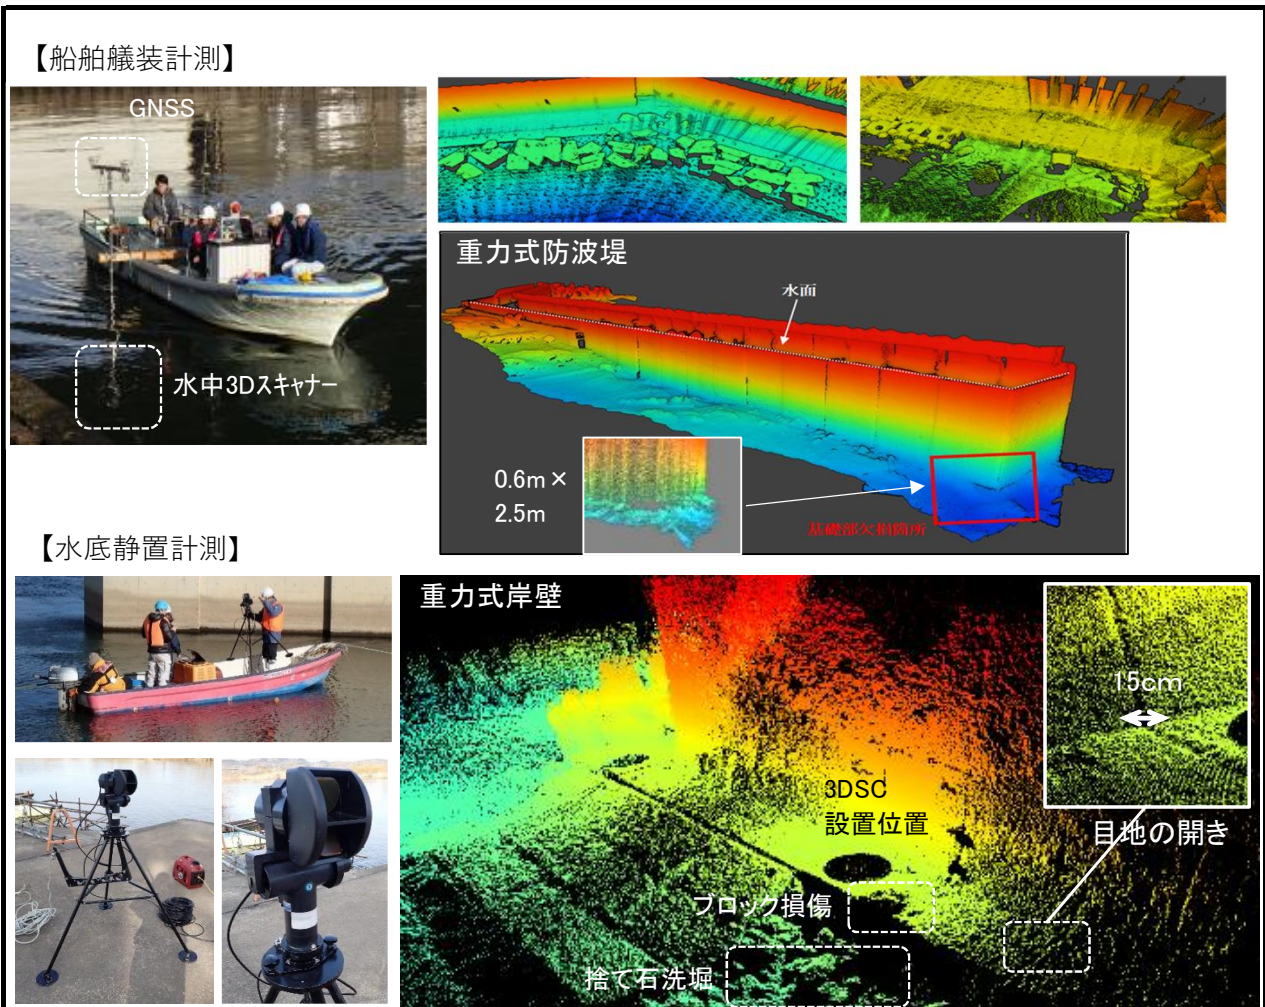 【船舶艤装計測】
GNSS
水中3Dスキャナー
重力式防波堤
水面
0.6m×
2.5m
基礎部欠損箇所
【水底静置計測】
重力式岸壁
15cm
3DSC
設置位置
目地の開き
ブロック損傷
捨て石洗堀